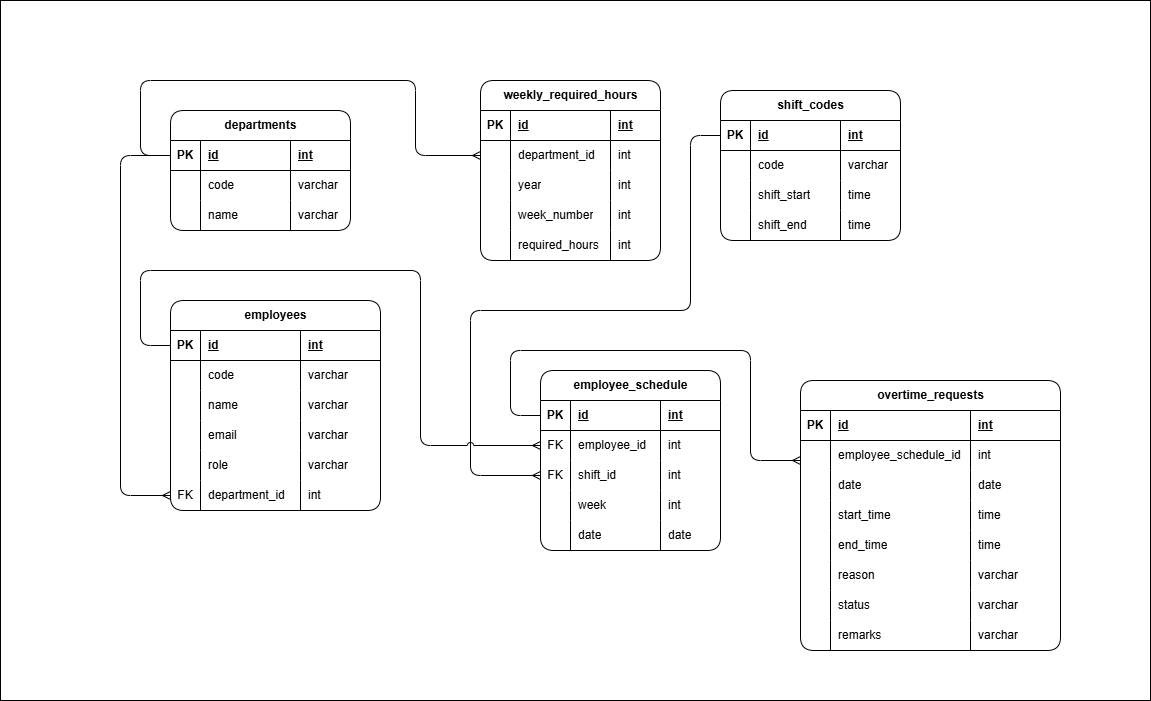 departments
PK id int
code varchar
name varchar
weekly_required_hours
PK id int
department_id int
year int
week_number int
required_hours int
shift_codes
PK id int
code varchar
shift_start time
shift_end time
employees
PK id int
code varchar
name varchar
email varchar
role varchar
FK department_id int
employee_schedule
PK id int
FK employee_id int
FK shift_id int
week int
date date
overtime_requests
PK id int
employee_schedule_id int
date date
start_time time
end_time time
reason varchar
status varchar
remarks varchar